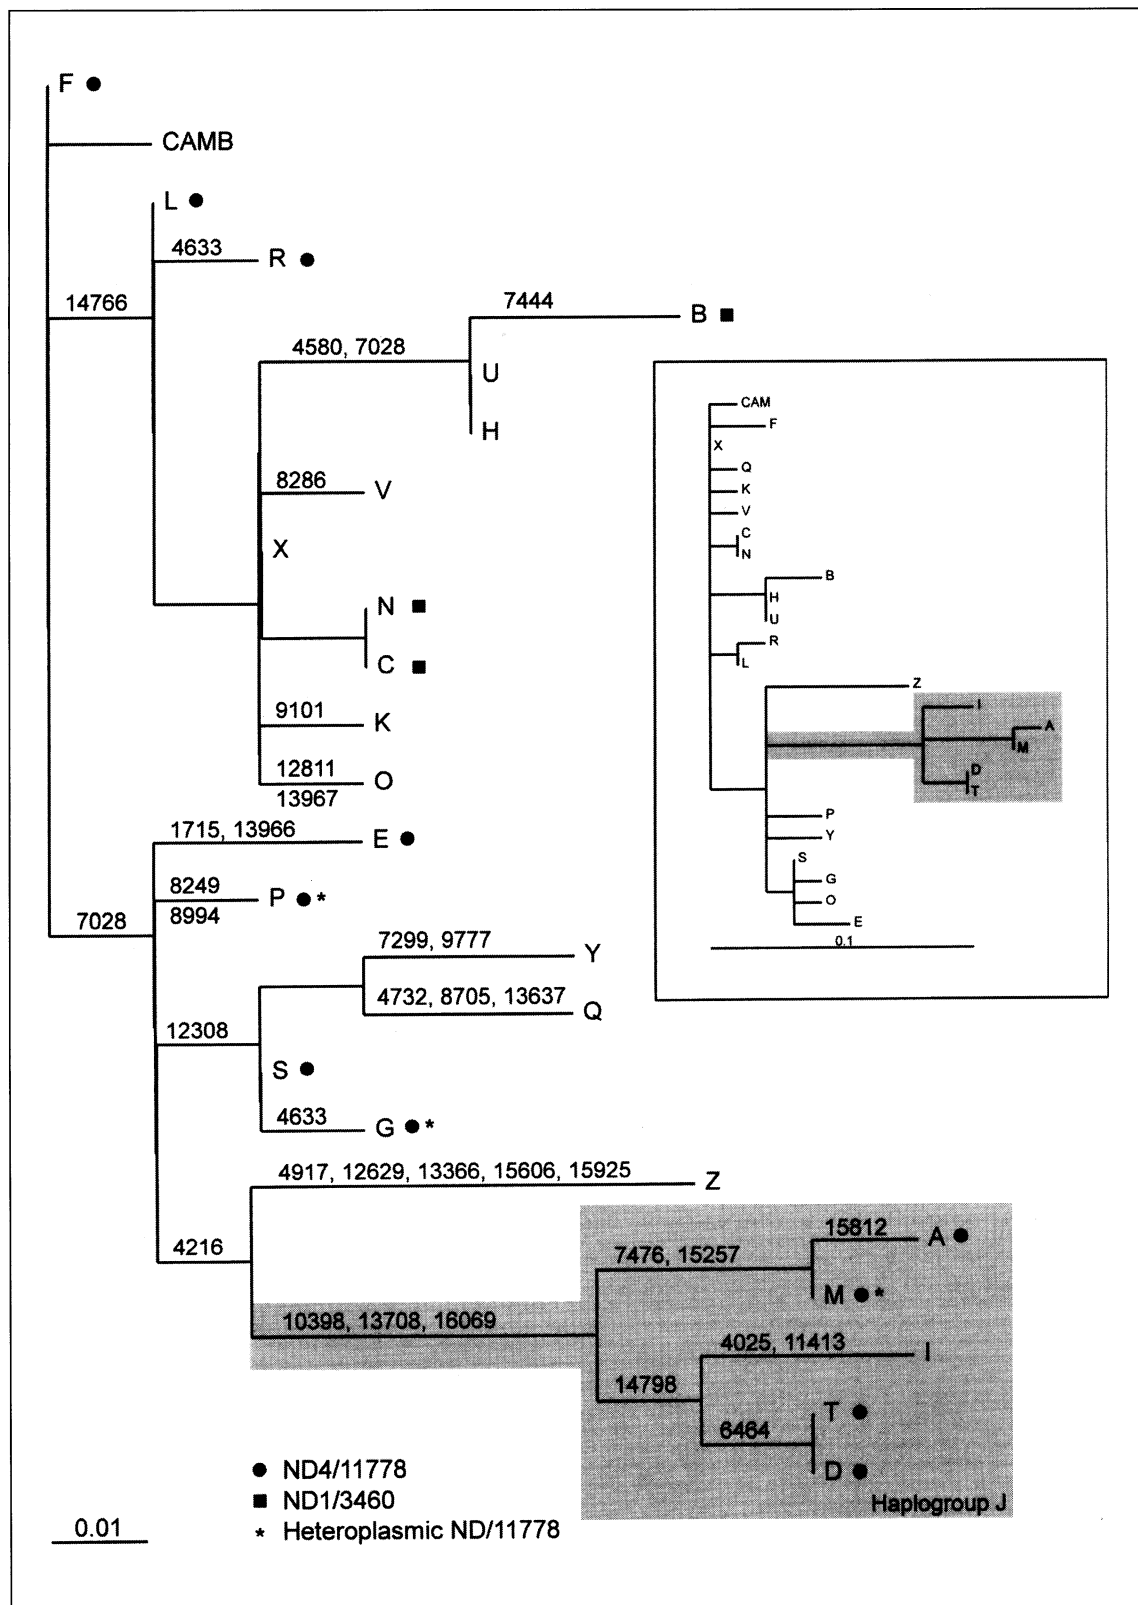 F ●
CAMB
L ●
4633
R ●
14766
7444
B ■
4580, 7028
U
H
8286
V
X
N ■
C ■
9101
K
12811
O
13967
1715, 13966
E ●
8249
P ●*
7028
8994
7299, 9777
Y
4732, 8705, 13637
Q
12308
S ●
4633
G ●*
4917, 12629, 13366, 15606, 15925
Z
4216
15812
A ●
7476, 15257
M ●*
10398, 13708, 16069
4025, 11413
I
14798
T ●
6464
D ●
Haplogroup J
CAM
F
X
Q
K
V
C
N
B
H
U
R
L
Z
I
A
M
D
T
P
Y
S
G
O
E
0.1
● ND4/11778
■ ND1/3460
* Heteroplasmic ND/11778
0.01